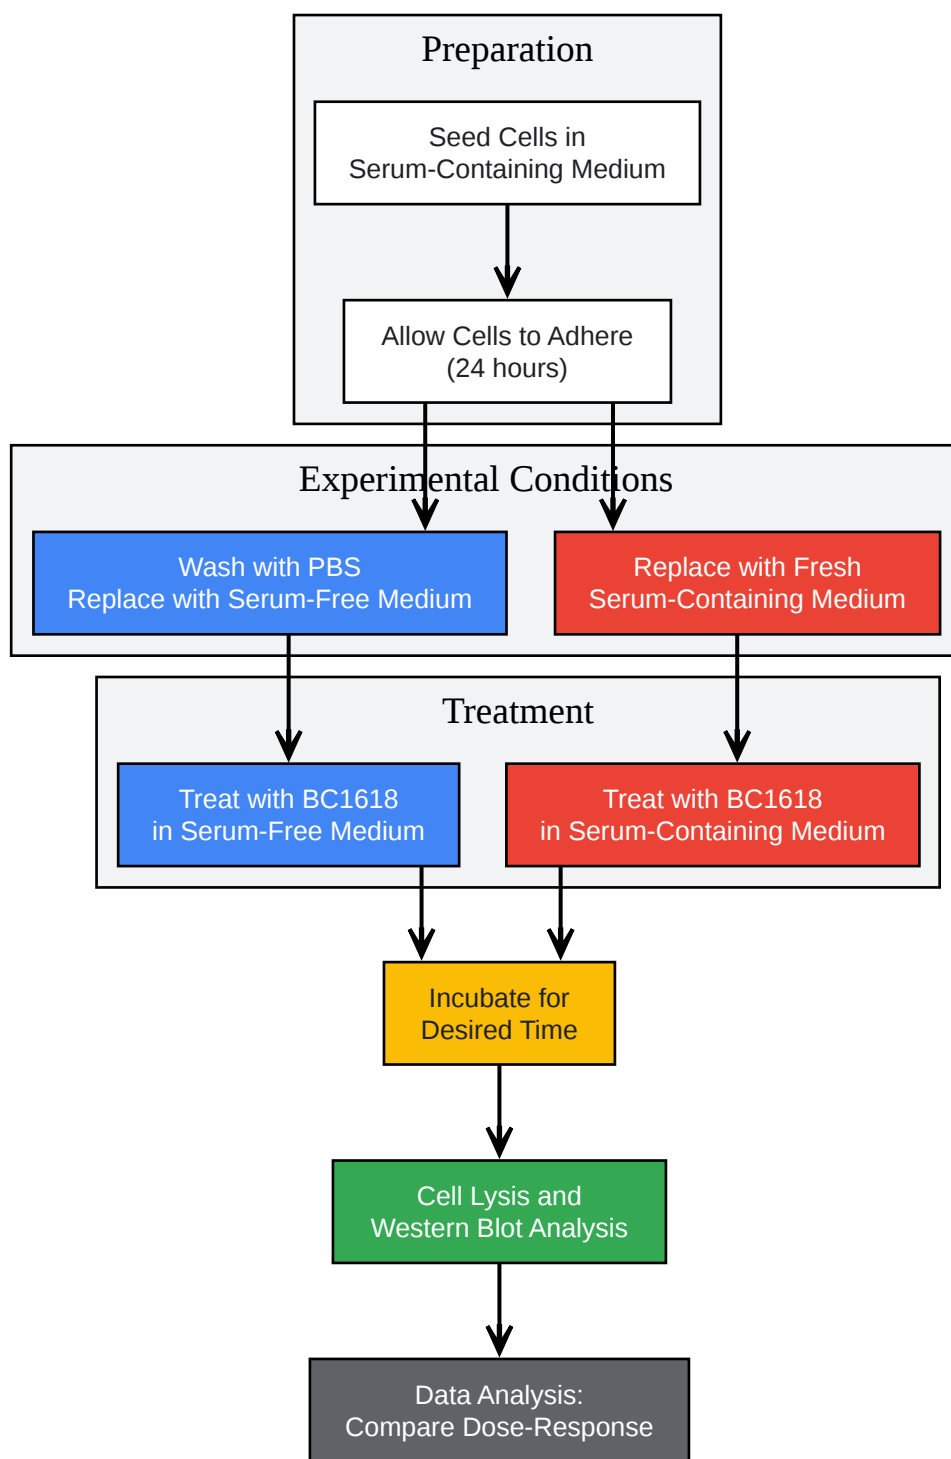 Preparation
Seed Cells in
Serum-Containing Medium
Allow Cells to Adhere
(24 hours)
Experimental Conditions
Wash with PBS
Replace with Serum-Free Medium
Replace with Fresh
Serum-Containing Medium
Treatment
Treat with BC1618
in Serum-Free Medium
Treat with BC1618
in Serum-Containing Medium
Incubate for
Desired Time
Cell Lysis and
Western Blot Analysis
Data Analysis:
Compare Dose-Response